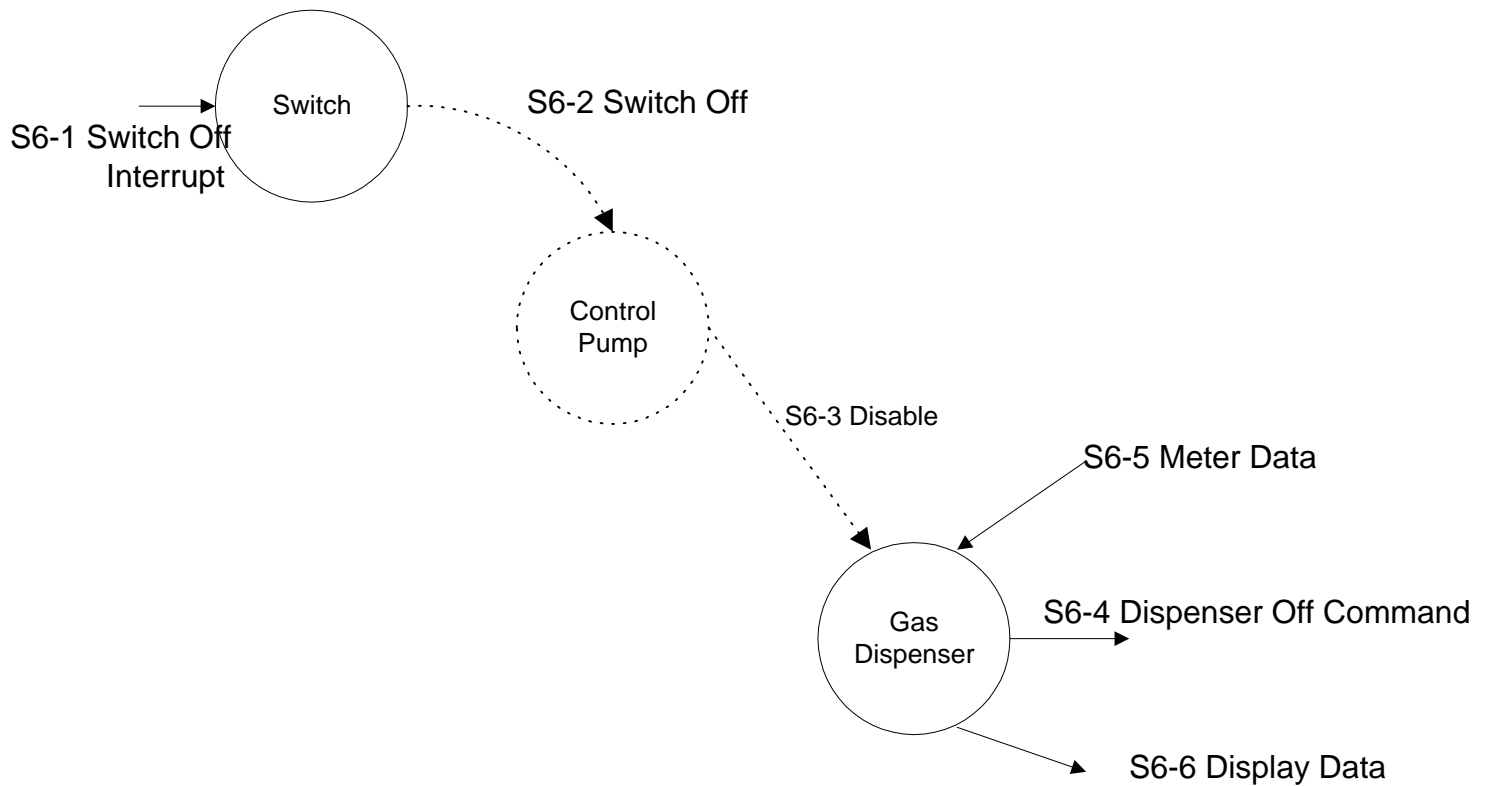 Switch
S6-2 Switch Off
S6-1 Switch Off
Interrupt
Control
Pump
S6-3 Disable
S6-5 Meter Data
S6-4 Dispenser Off Command
Gas
Dispenser
S6-6 Display Data